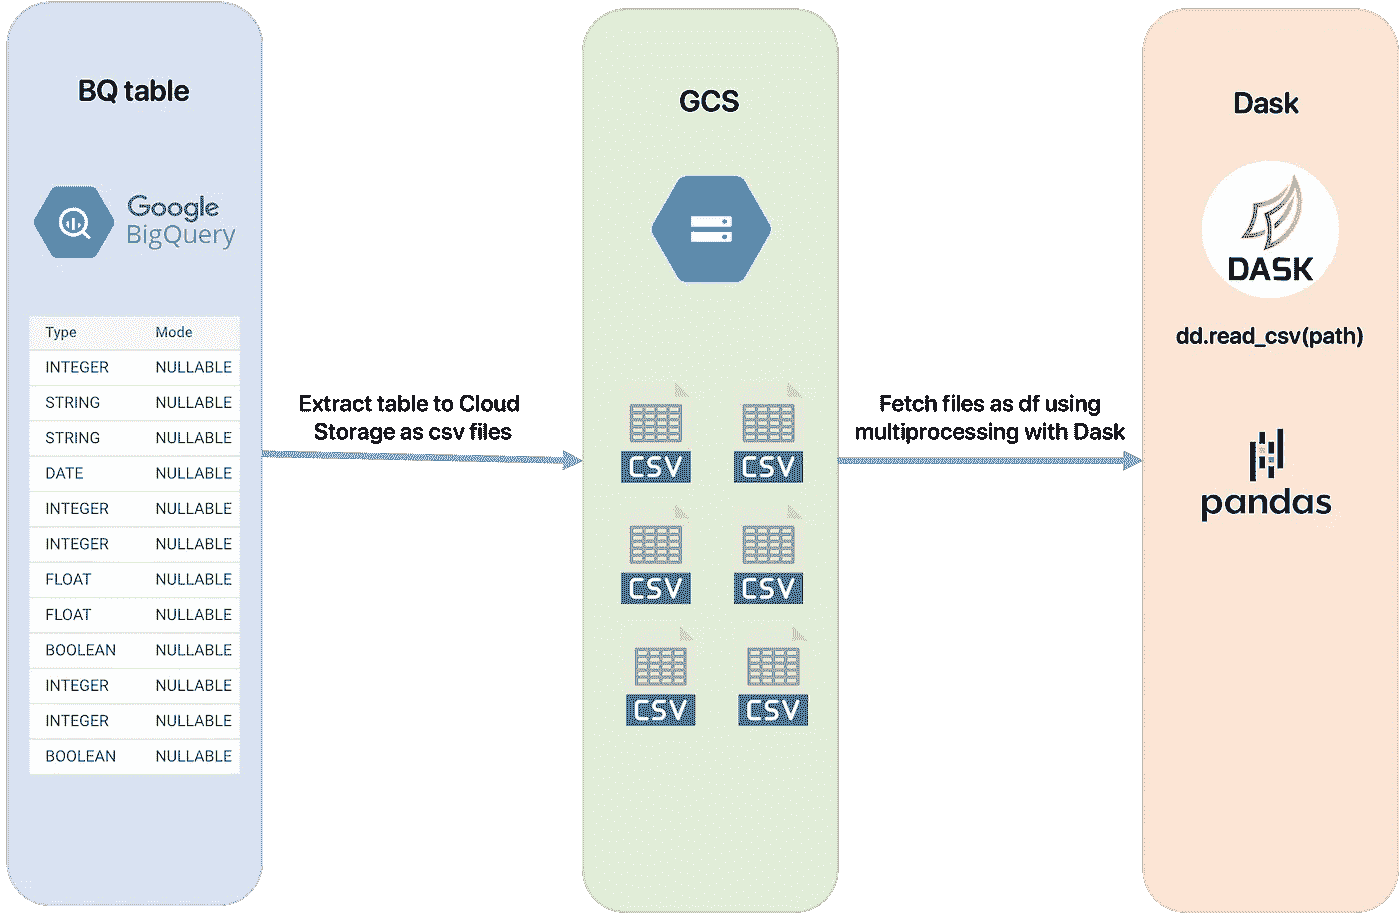 BQ table
Google
BigQuery
Type Mode
INTEGER NULLABLE
STRING NULLABLE
STRING NULLABLE
DATE NULLABLE
INTEGER NULLABLE
INTEGER NULLABLE
FLOAT NULLABLE
FLOAT NULLABLE
BOOLEAN NULLABLE
INTEGER NULLABLE
INTEGER NULLABLE
BOOLEAN NULLABLE
Extract table to Cloud
Storage as csv files
GCS
CSV CSV
CSV CSV
CSV CSV
Fetch files as df using
multiprocessing with Dask
Dask
DASK
dd.read_csv(path)
pandas